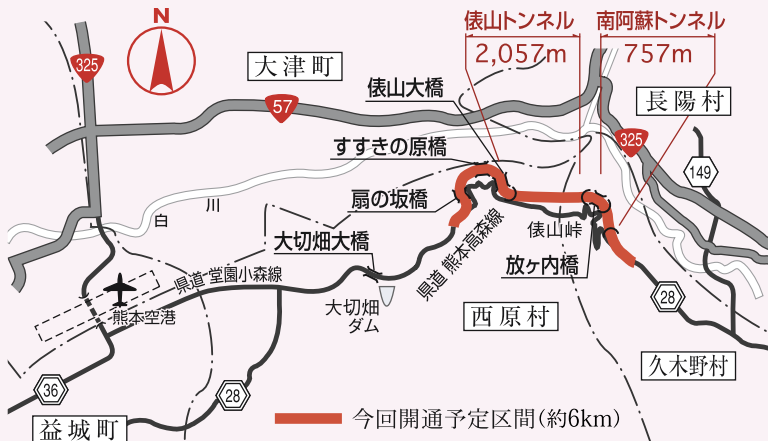 N
俵山トンネル
2,057m
南阿蘇トンネル
757m
325
大津町
57
俵山大橋
長陽村
325
すすきの原橋
149
扇の坂橋
白
川
大切畑大橋
県道 熊本高森線
俵山峠
放ヶ内橋
県道 堂園小森線
熊本空港
大切畑
ダム
西原村
28
久木野村
36
28
益城町
今回開通予定区間(約6km)